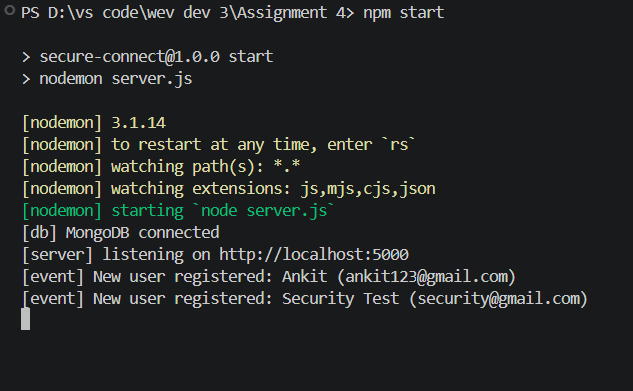 PS D:\vs code\wev dev 3\Assignment 4> npm start
> secure-connect@1.0.0 start
> nodemon server.js
[nodemon] 3.1.14
[nodemon] to restart at any time, enter `rs`
[nodemon] watching path(s): *.*
[nodemon] watching extensions: js,mjs,cjs,json
[nodemon] starting `node server.js`
[db] MongoDB connected
[server] listening on http://localhost:5000
[event] New user registered: Ankit (ankit123@gmail.com)
[event] New user registered: Security Test (security@gmail.com)